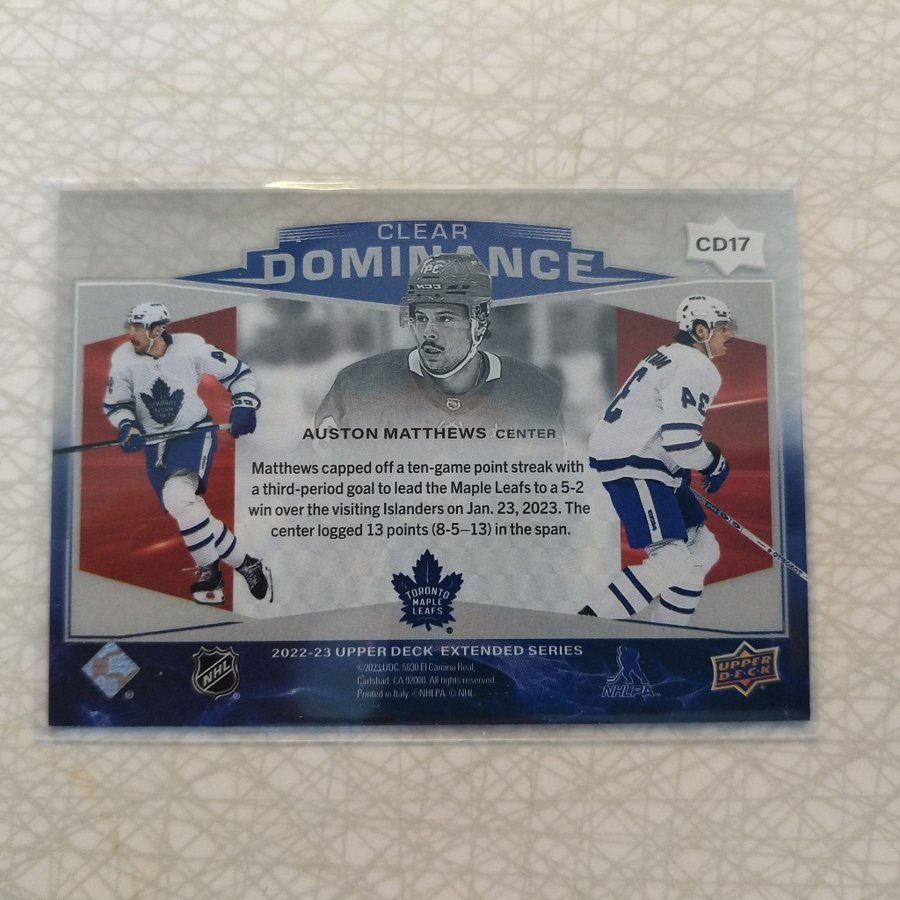 CLEAR
DOMINANCE
CD17
AUSTON MATTHEWS CENTER
Matthews capped off a ten-game point streak with
a third-period goal to lead the Maple Leafs to a 5-2
win over the visiting Islanders on Jan. 23, 2023. The
center logged 13 points (8-5—13) in the span.
TORONTO
MAPLE
LEAFS
2022-23 UPPER DECK EXTENDED SERIES
©2023 UDC. 5830 El Camino Real,
Carlsbad, CA 92008. All rights reserved.
Printed in Italy ©NHLPA ©NHL
NHL
NHLPA
UPPER
DECK